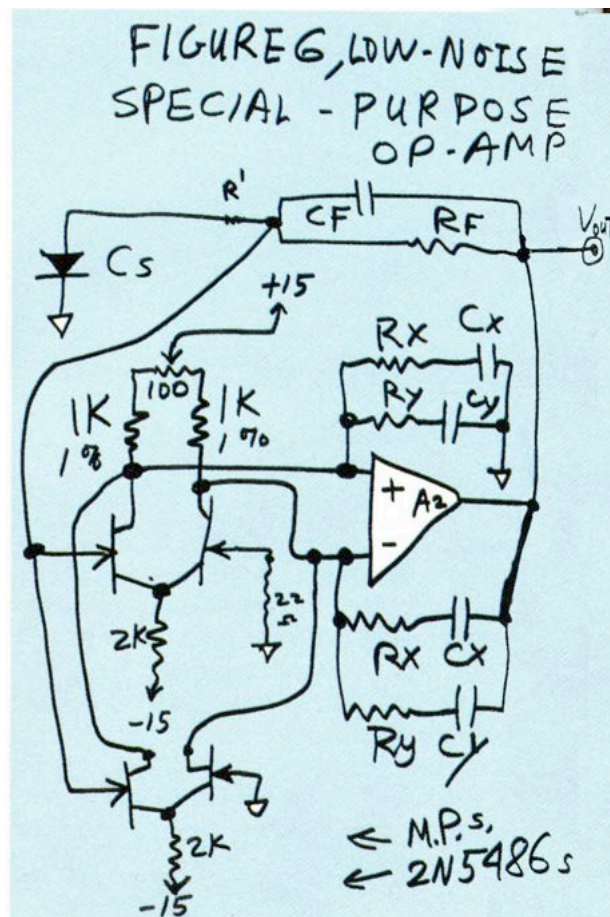 FIGURE 6, LOW-NOISE
SPECIAL - PURPOSE
OP-AMP
R'
CF
RF
VOUT
Cs
+15
Rx
Cx
100
1K
1K
Ry
Cy
1%
1%
+
A2
-
22
Ω
2K
Rx
Cx
-15
Ry
Cy
← M.P.s.
2K
← 2N5486s
-15